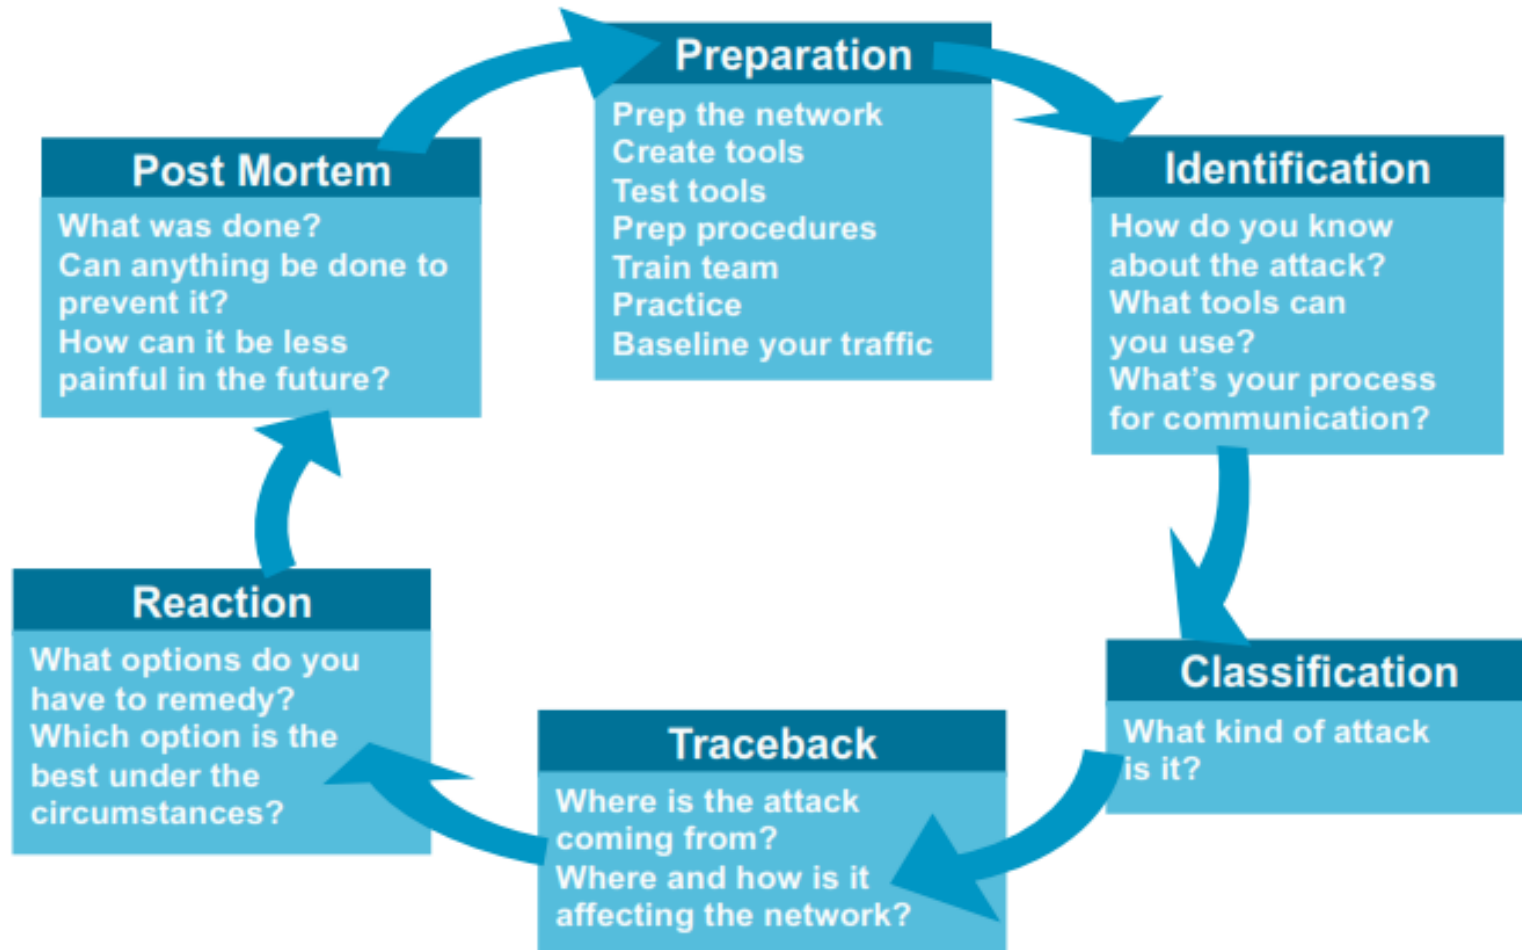 Preparation
Prep the network
Create tools
Test tools
Prep procedures
Train team
Practice
Baseline your traffic
Identification
How do you know
about the attack?
What tools can
you use?
What's your process
for communication?
Classification
What kind of attack
is it?
Traceback
Where is the attack
coming from?
Where and how is it
affecting the network?
Reaction
What options do you
have to remedy?
Which option is the
best under the
circumstances?
Post Mortem
What was done?
Can anything be done to
prevent it?
How can it be less
painful in the future?